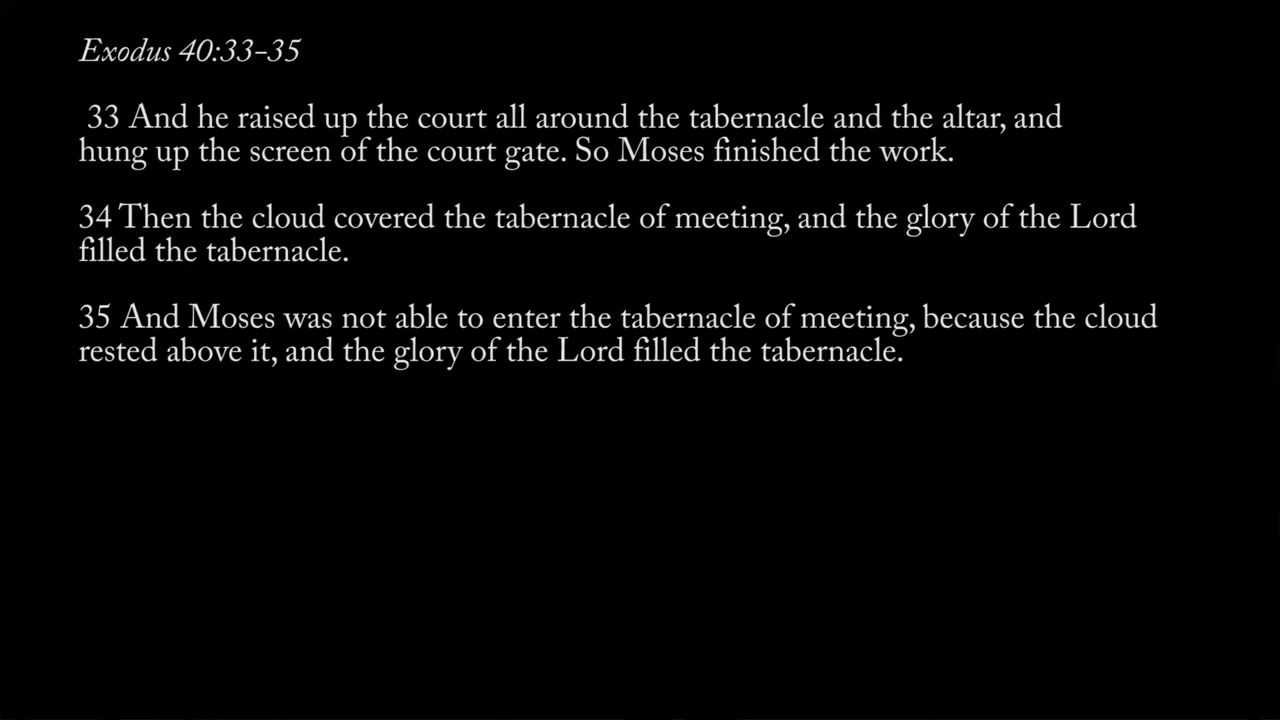 Exodus 40:33-35
33 And he raised up the court all around the tabernacle and the altar, and
hung up the screen of the court gate. So Moses finished the work.
34 Then the cloud covered the tabernacle of meeting, and the glory of the Lord
filled the tabernacle.
35 And Moses was not able to enter the tabernacle of meeting, because the cloud
rested above it, and the glory of the Lord filled the tabernacle.